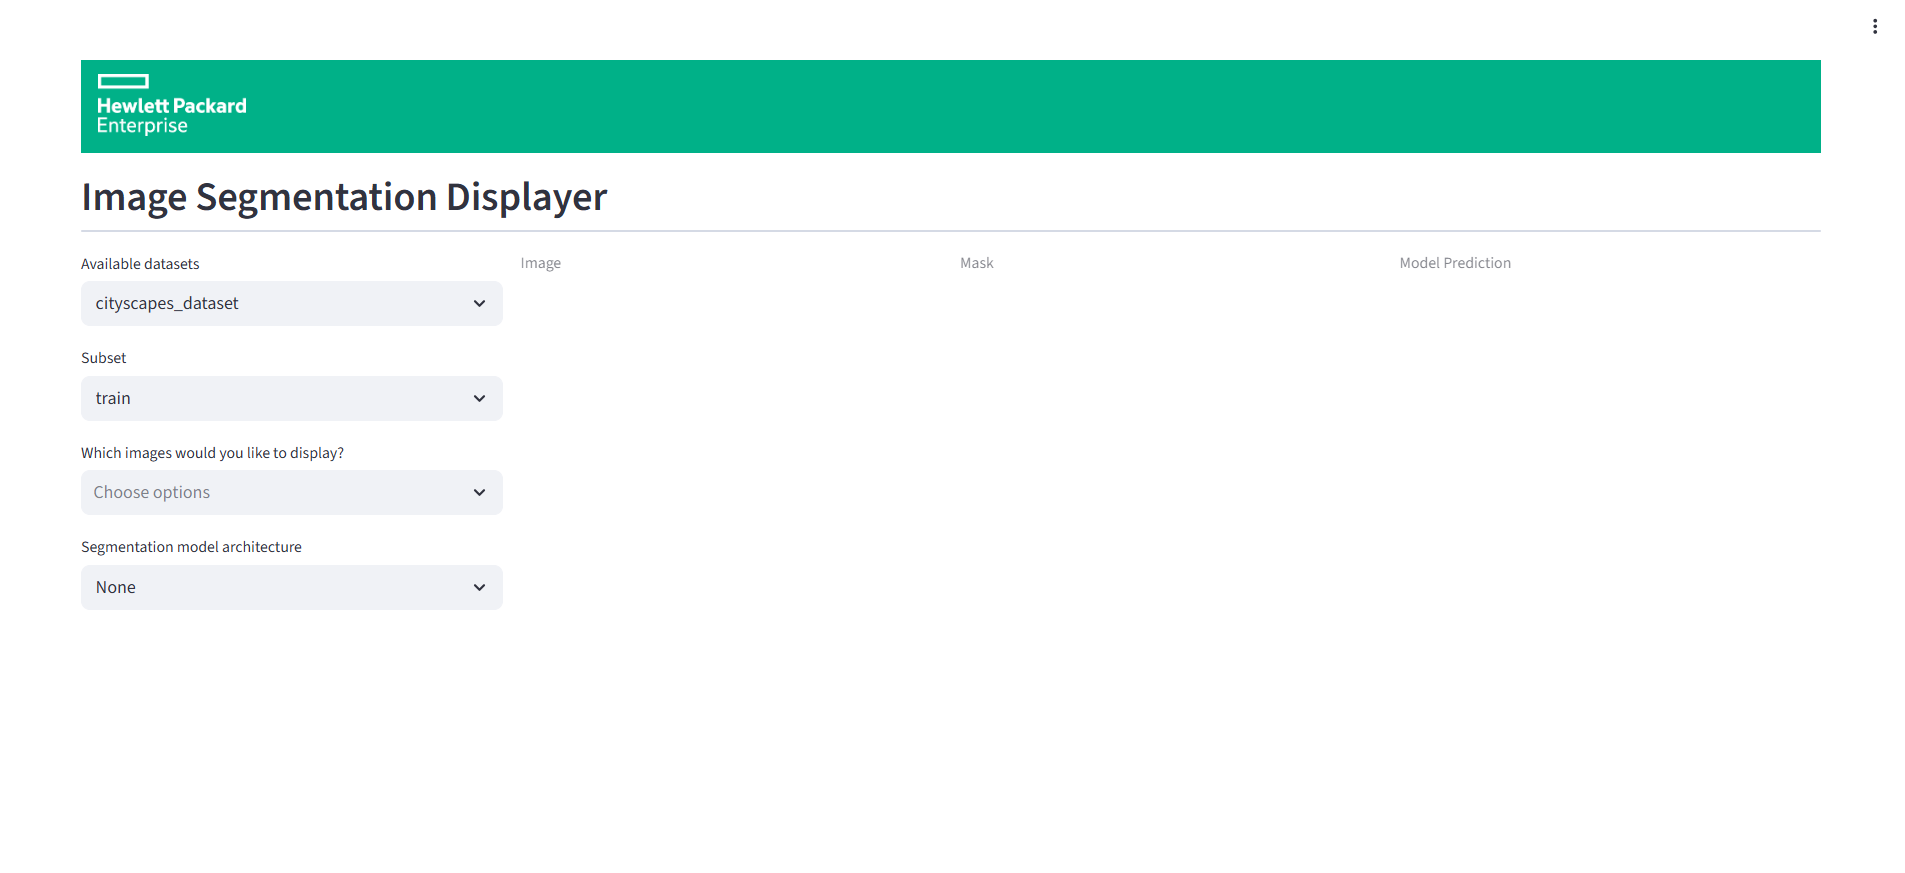 Hewlett Packard
Enterprise
Image Segmentation Displayer
Available datasets
cityscapes_dataset
Subset
train
Which images would you like to display?
Choose options
Segmentation model architecture
None
Image
Mask
Model Prediction